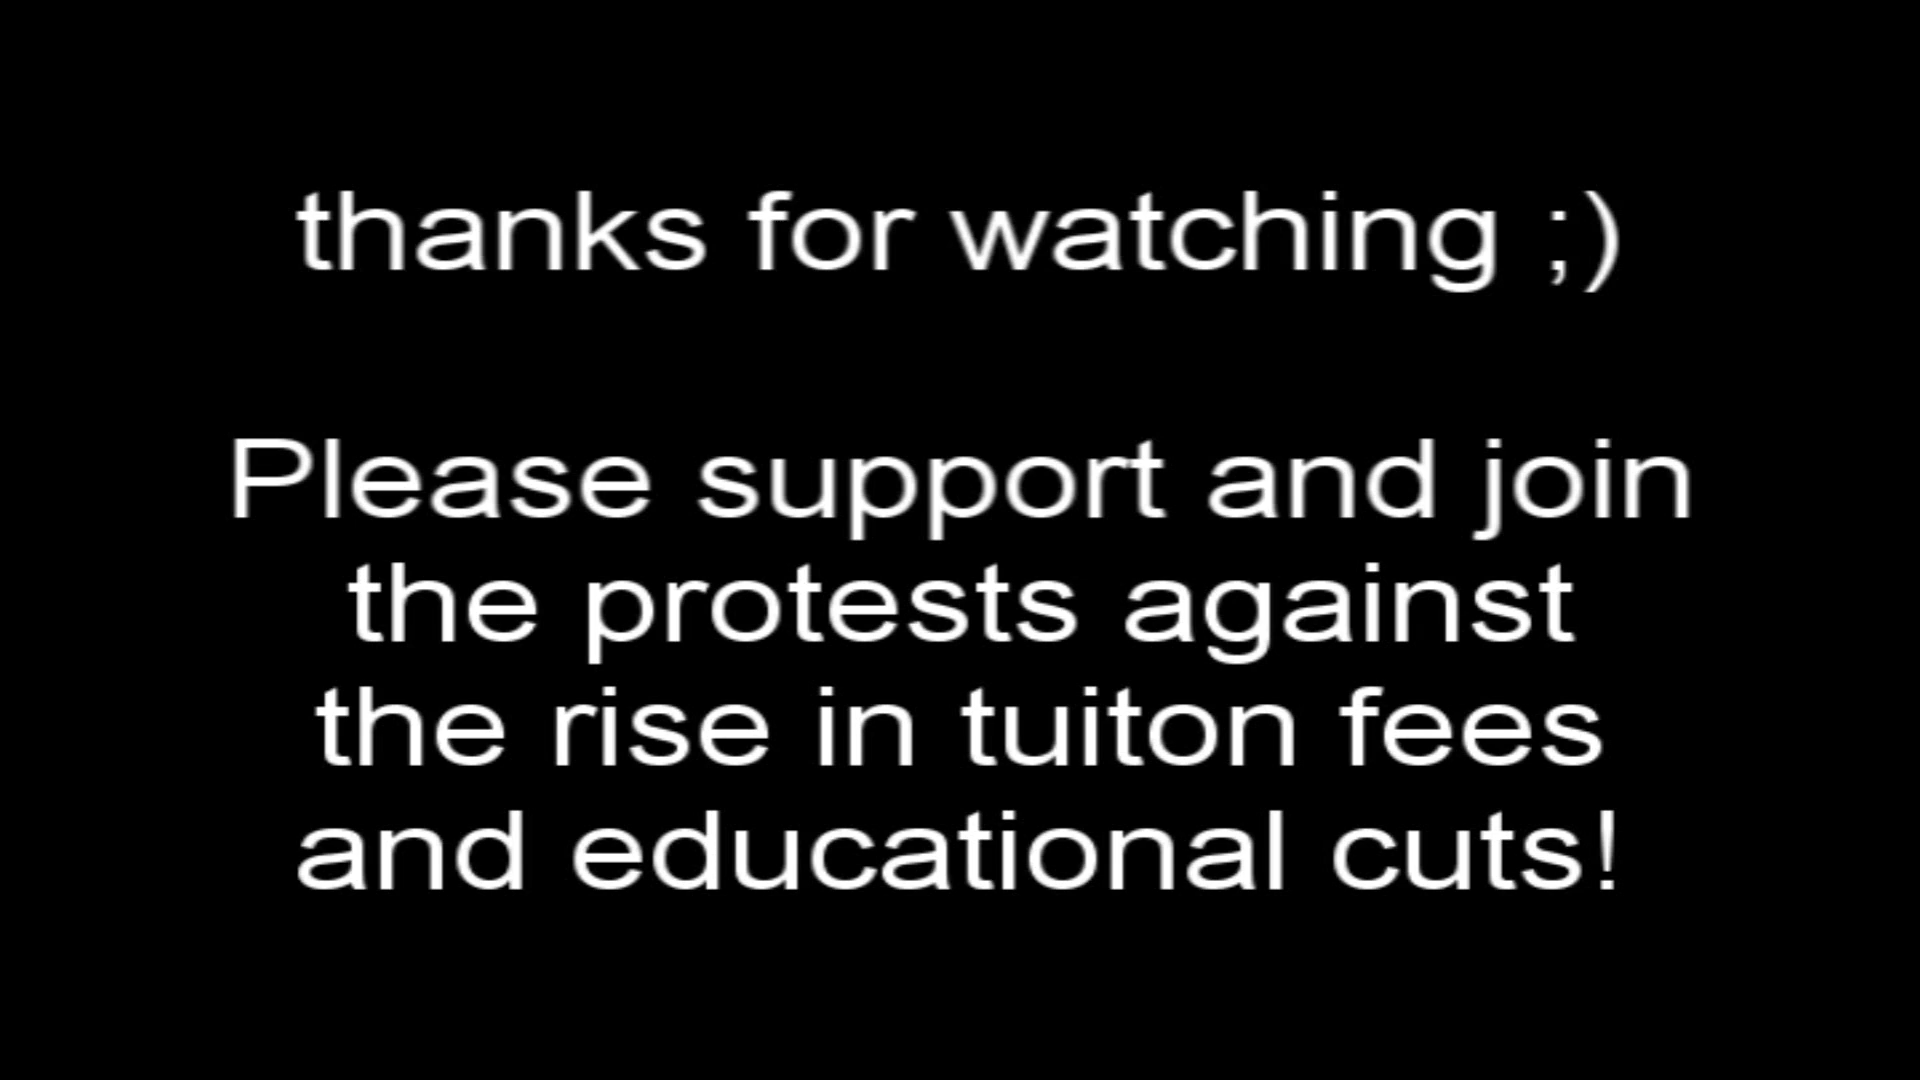 thanks for watching ;)
Please support and join
the protests against
the rise in tuiton fees
and educational cuts!